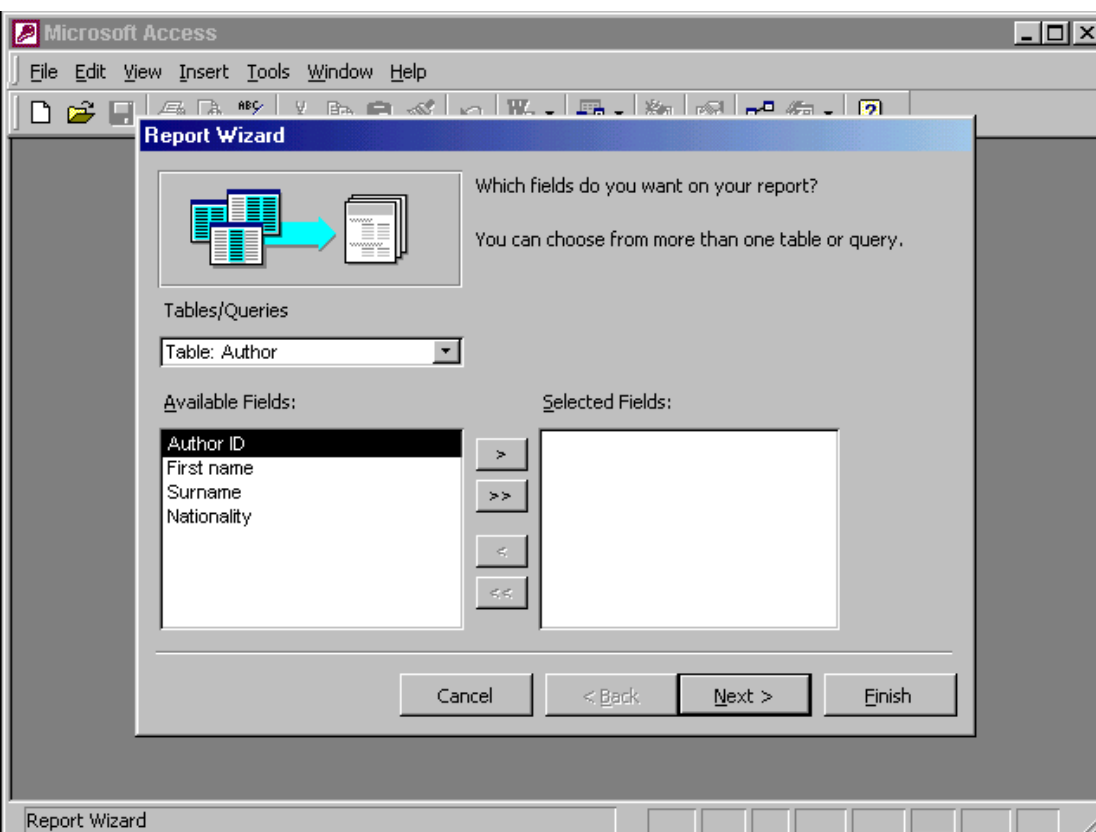 Microsoft Access
File Edit View Insert Tools Window Help
ABC W
Report Wizard
Which fields do you want on your report?
You can choose from more than one table or query.
Tables/Queries
Table: Author
Available Fields:
Selected Fields:
Author ID
First name
Surname
Nationality
>
>>
<
<<
Cancel
< Back
Next >
Finish
Report Wizard